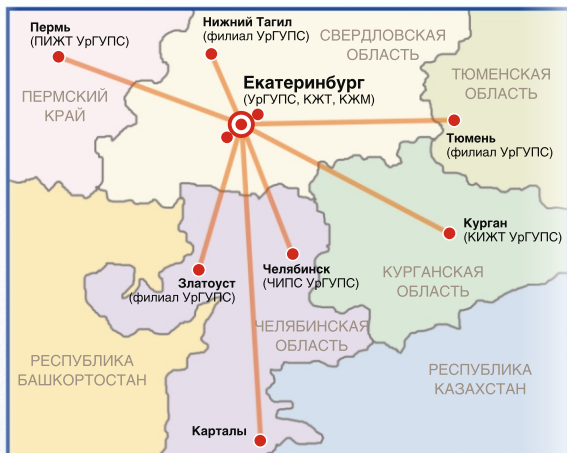 Пермь
(ПИЖТ УрГУПС)
Нижний Тагил
(филиал УрГУПС)
СВЕРДЛОВСКАЯ
ОБЛАСТЬ
ТЮМЕНСКАЯ
ОБЛАСТЬ
ПЕРМСКИЙ
КРАЙ
Екатеринбург
(УрГУПС, КЖТ, КЖМ)
Тюмень
(филиал УрГУПС)
Курган
(КИЖТ УрГУПС)
Златоуст
(филиал УрГУПС)
Челябинск
(ЧИПС УрГУПС)
КУРГАНСКАЯ
ОБЛАСТЬ
ЧЕЛЯБИНСКАЯ
ОБЛАСТЬ
РЕСПУБЛИКА
БАШКОРТОСТАН
РЕСПУБЛИКА
КАЗАХСТАН
Карталы